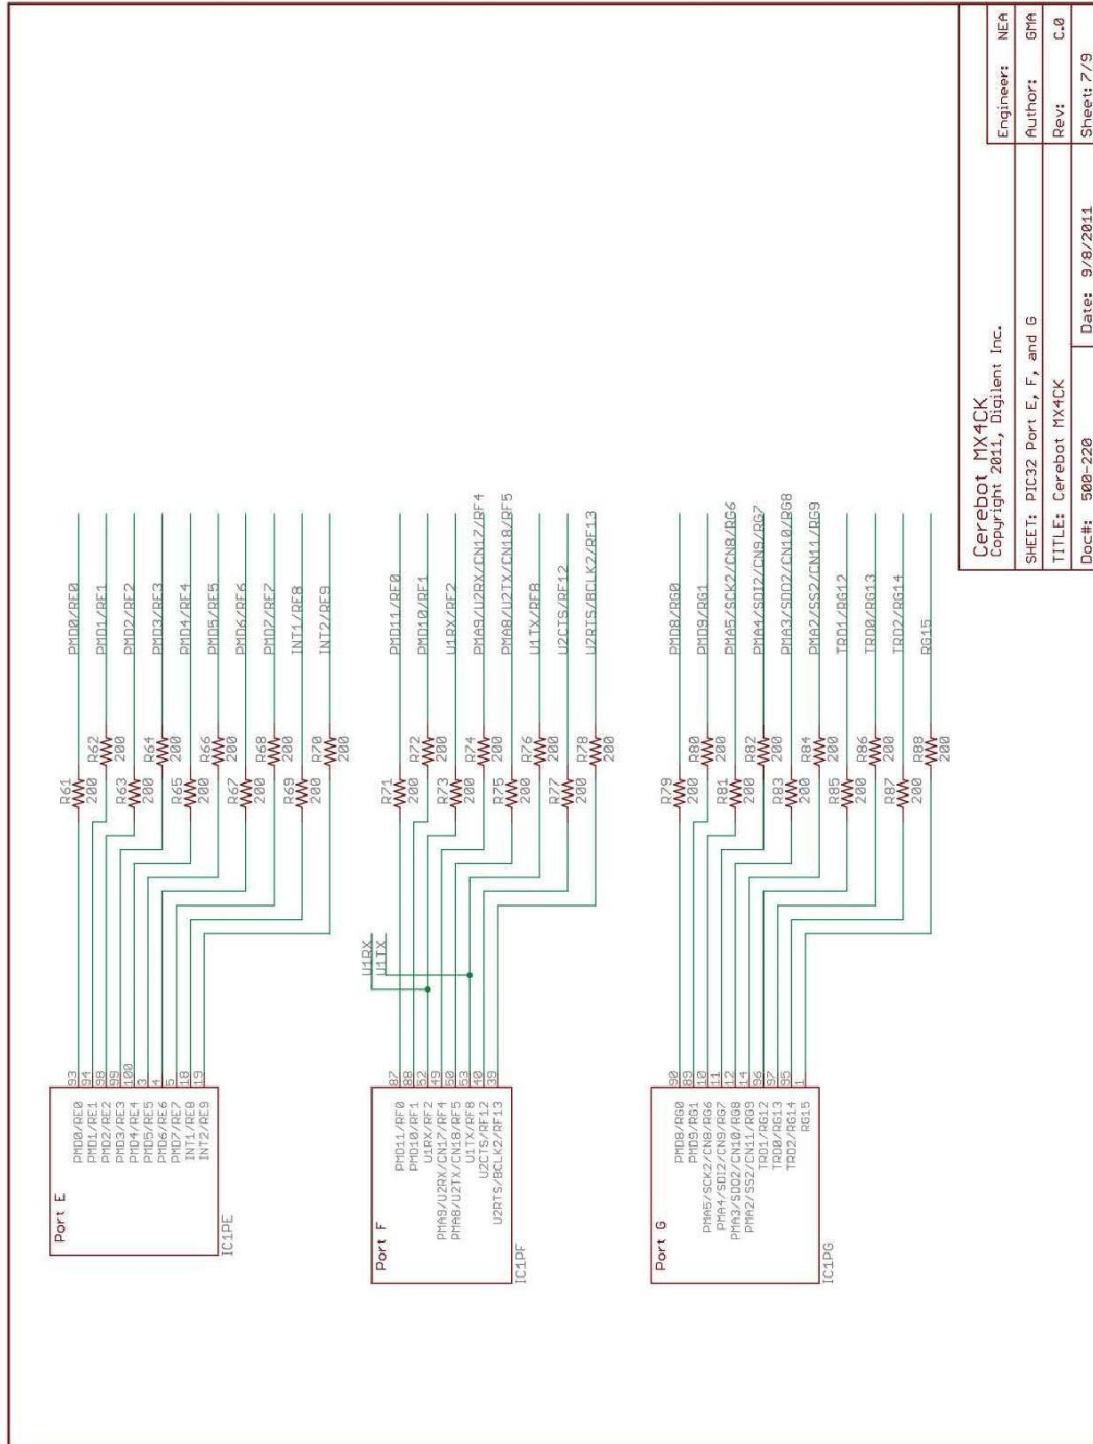 Port E
PMD0/RE0 93
PMD1/RE1 94
PMD2/RE2 98
PMD3/RE3 99
PMD4/RE4 100
PMD5/RE5 3
PMD6/RE6 4
PMD7/RE7 5
INT1/RE8 18
INT2/RE9 19
IC1PE
R61
200
R62
200
R63
200
R64
200
R65
200
R66
200
R67
200
R68
200
R69
200
R70
200
PMD0/RE0
PMD1/RE1
PMD2/RE2
PMD3/RE3
PMD4/RE4
PMD5/RE5
PMD6/RE6
PMD7/RE7
INT1/RE8
INT2/RE9
Port F
PMD11/RF0 87
PMD10/RF1 88
U1RX/RF2 52
PMA9/U2RX/CN17/RF4 49
PMA8/U2TX/CN18/RF5 50
U1TX/RF8 53
U2CTS/RF12 40
U2RTS/BCLK2/RF13 39
IC1PF
U1RX
U1TX
R71
200
R72
200
R73
200
R74
200
R75
200
R76
200
R77
200
R78
200
PMD11/RF0
PMD10/RF1
U1RX/RF2
PMA9/U2RX/CN17/RF4
PMA8/U2TX/CN18/RF5
U1TX/RF8
U2CTS/RF12
U2RTS/BCLK2/RF13
Port G
PMD8/RG0 90
PMD9/RG1 89
PMA5/SCK2/CN8/RG6 10
PMA4/SDI2/CN9/RG7 11
PMA3/SDO2/CN10/RG8 12
PMA2/SS2/CN11/RG9 14
TRD1/RG12 96
TRD0/RG13 97
TRD2/RG14 95
RG15 1
IC1PG
R79
200
R80
200
R81
200
R82
200
R83
200
R84
200
R85
200
R86
200
R87
200
R88
200
PMD8/RG0
PMD9/RG1
PMA5/SCK2/CN8/RG6
PMA4/SDI2/CN9/RG7
PMA3/SDO2/CN10/RG8
PMA2/SS2/CN11/RG9
TRD1/RG12
TRD0/RG13
TRD2/RG14
RG15
Cerebot MX4CK
Copyright 2011, Digilent Inc.
Engineer: NEA
SHEET: PIC32 Port E, F, and G
Author: GMA
TITLE: Cerebot MX4CK
Rev: C.0
Doc#: 500-220
Date: 9/8/2011
Sheet: 7/9